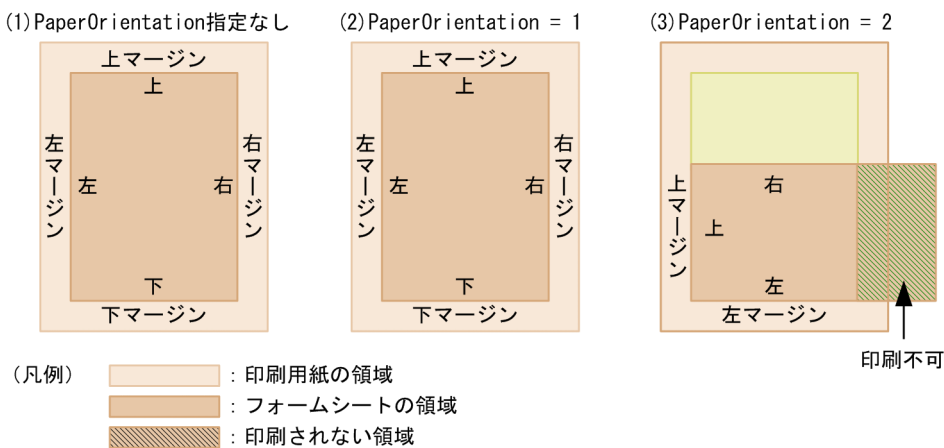 (1)PaperOrientation指定なし
上マージン
上
左マージン
左
右
右マージン
下
下マージン
(2)PaperOrientation = 1
上マージン
上
左マージン
左
右
右マージン
下
下マージン
(3)PaperOrientation = 2
上マージン
右
上
左
左マージン
印刷不可
(凡例)
：印刷用紙の領域
：フォームシートの領域
：印刷されない領域